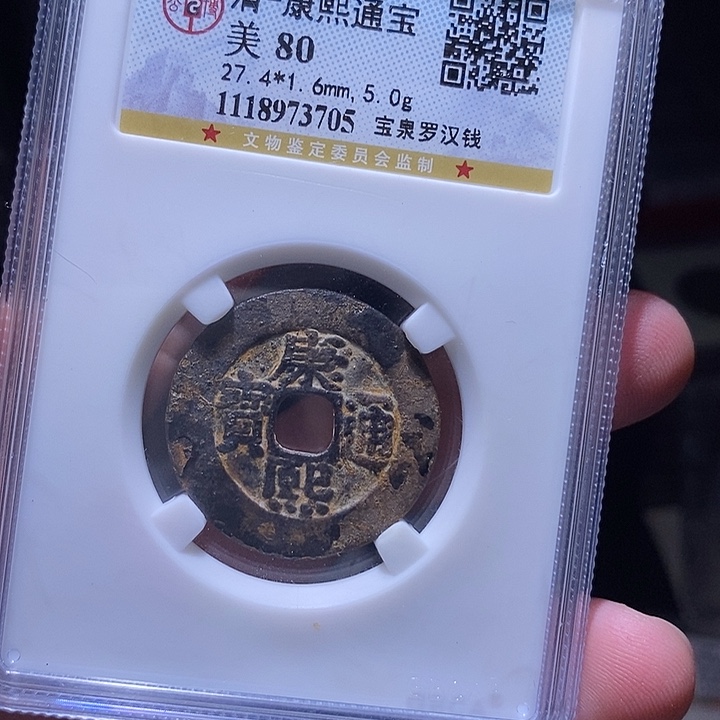 清-康熙通宝
美 80
27.4*1.6mm, 5.0g
1118973705 宝泉罗汉钱
文物鉴定委员会监制
康熙通寶